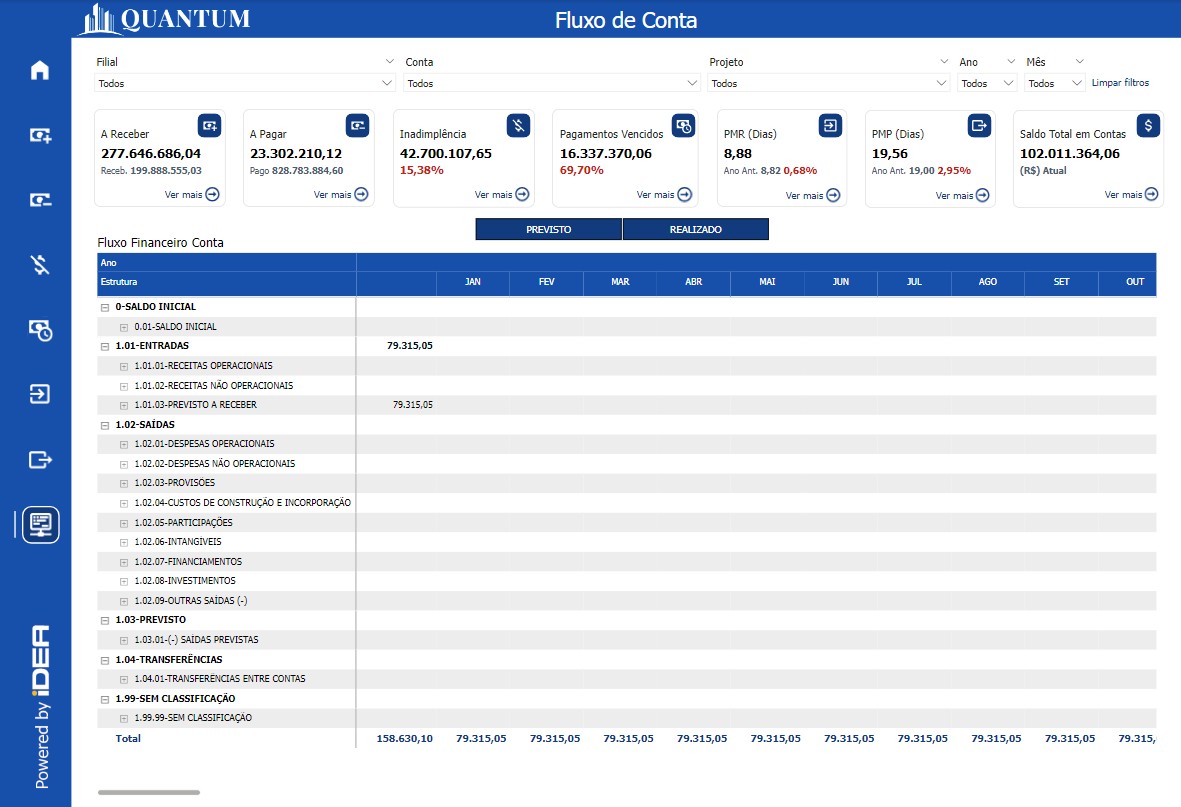 QUANTUM
Fluxo de Conta
Filial
Conta
Projeto
Ano
Mês
Todos
Todos
Todos
Todos
Todos
Limpar filtros
A Receber
277.646.686,04
Receb. 199.888.555,03
Ver mais
A Pagar
23.302.210,12
Pago 828.783.884,60
Ver mais
Inadimplência
42.700.107,65
15,38%
Ver mais
Pagamentos Vencidos
16.337.370,06
69,70%
Ver mais
PMR (Dias)
8,88
Ano Ant. 8,82 0,68%
Ver mais
PMP (Dias)
19,56
Ano Ant. 19,00 2,95%
Ver mais
Saldo Total em Contas
102.011.364,06
(R$) Atual
Ver mais
PREVISTO
REALIZADO
Fluxo Financeiro Conta
Ano
Estrutura JAN FEV MAR ABR MAI JUN JUL AGO SET OUT
0-SALDO INICIAL
0.01-SALDO INICIAL
1.01-ENTRADAS 79.315,05
1.01.01-RECEITAS OPERACIONAIS
1.01.02-RECEITAS NÃO OPERACIONAIS
1.01.03-PREVISTO A RECEBER 79.315,05
1.02-SAÍDAS
1.02.01-DESPESAS OPERACIONAIS
1.02.02-DESPESAS NÃO OPERACIONAIS
1.02.03-PROVISÕES
1.02.04-CUSTOS DE CONSTRUÇÃO E INCORPORAÇÃO
1.02.05-PARTICIPAÇÕES
1.02.06-INTANGÍVEIS
1.02.07-FINANCIAMENTOS
1.02.08-INVESTIMENTOS
1.02.09-OUTRAS SAÍDAS (-)
1.03-PREVISTO
1.03.01-(-) SAÍDAS PREVISTAS
1.04-TRANSFERÊNCIAS
1.04.01-TRANSFERÊNCIAS ENTRE CONTAS
1.99-SEM CLASSIFICAÇÃO
1.99.99-SEM CLASSIFICAÇÃO
Total 158.630,10 79.315,05 79.315,05 79.315,05 79.315,05 79.315,05 79.315,05 79.315,05 79.315,05 79.315,05 79.315,
Powered by iDEA